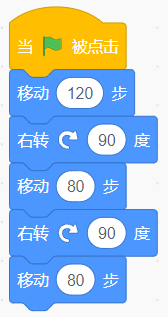 当 被点击
移动 120 步
右转 90 度
移动 80 步
右转 90 度
移动 80 步